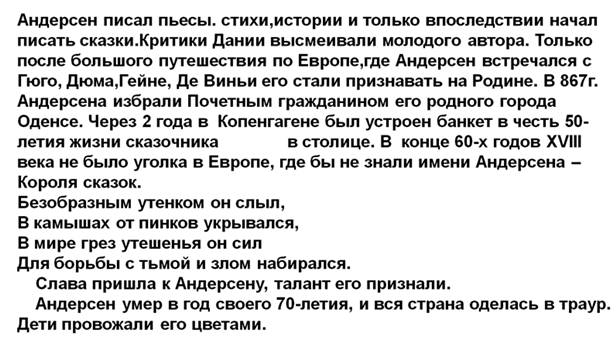 Андерсен писал пьесы. стихи,истории и только впоследствии начал
писать сказки.Критики Дании высмеивали молодого автора. Только
после большого путешествия по Европе,где Андерсен встречался с
Гюго, Дюма,Гейне, Де Виньи его стали признавать на Родине. В 867г.
Андерсена избрали Почетным гражданином его родного города
Оденсе. Через 2 года в Копенгагене был устроен банкет в честь 50-
летия жизни сказочника в столице. В конце 60-х годов XVIII
века не было уголка в Европе, где бы не знали имени Андерсена –
Короля сказок.
Безобразным утенком он слыл,
В камышах от пинков укрывался,
В мире грез утешенья он сил
Для борьбы с тьмой и злом набирался.
Слава пришла к Андерсену, талант его признали.
Андерсен умер в год своего 70-летия, и вся страна оделась в траур.
Дети провожали его цветами.